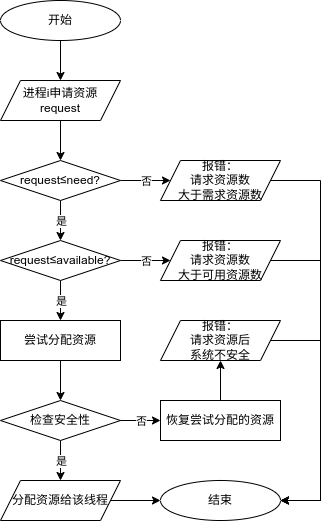 开始
进程i申请资源
request
request≤need?
否
报错：
请求资源数
大于需求资源数
是
request≤available?
否
报错：
请求资源数
大于可用资源数
是
尝试分配资源
报错：
请求资源后
系统不安全
检查安全性
否
恢复尝试分配的资源
是
分配资源给该线程
结束